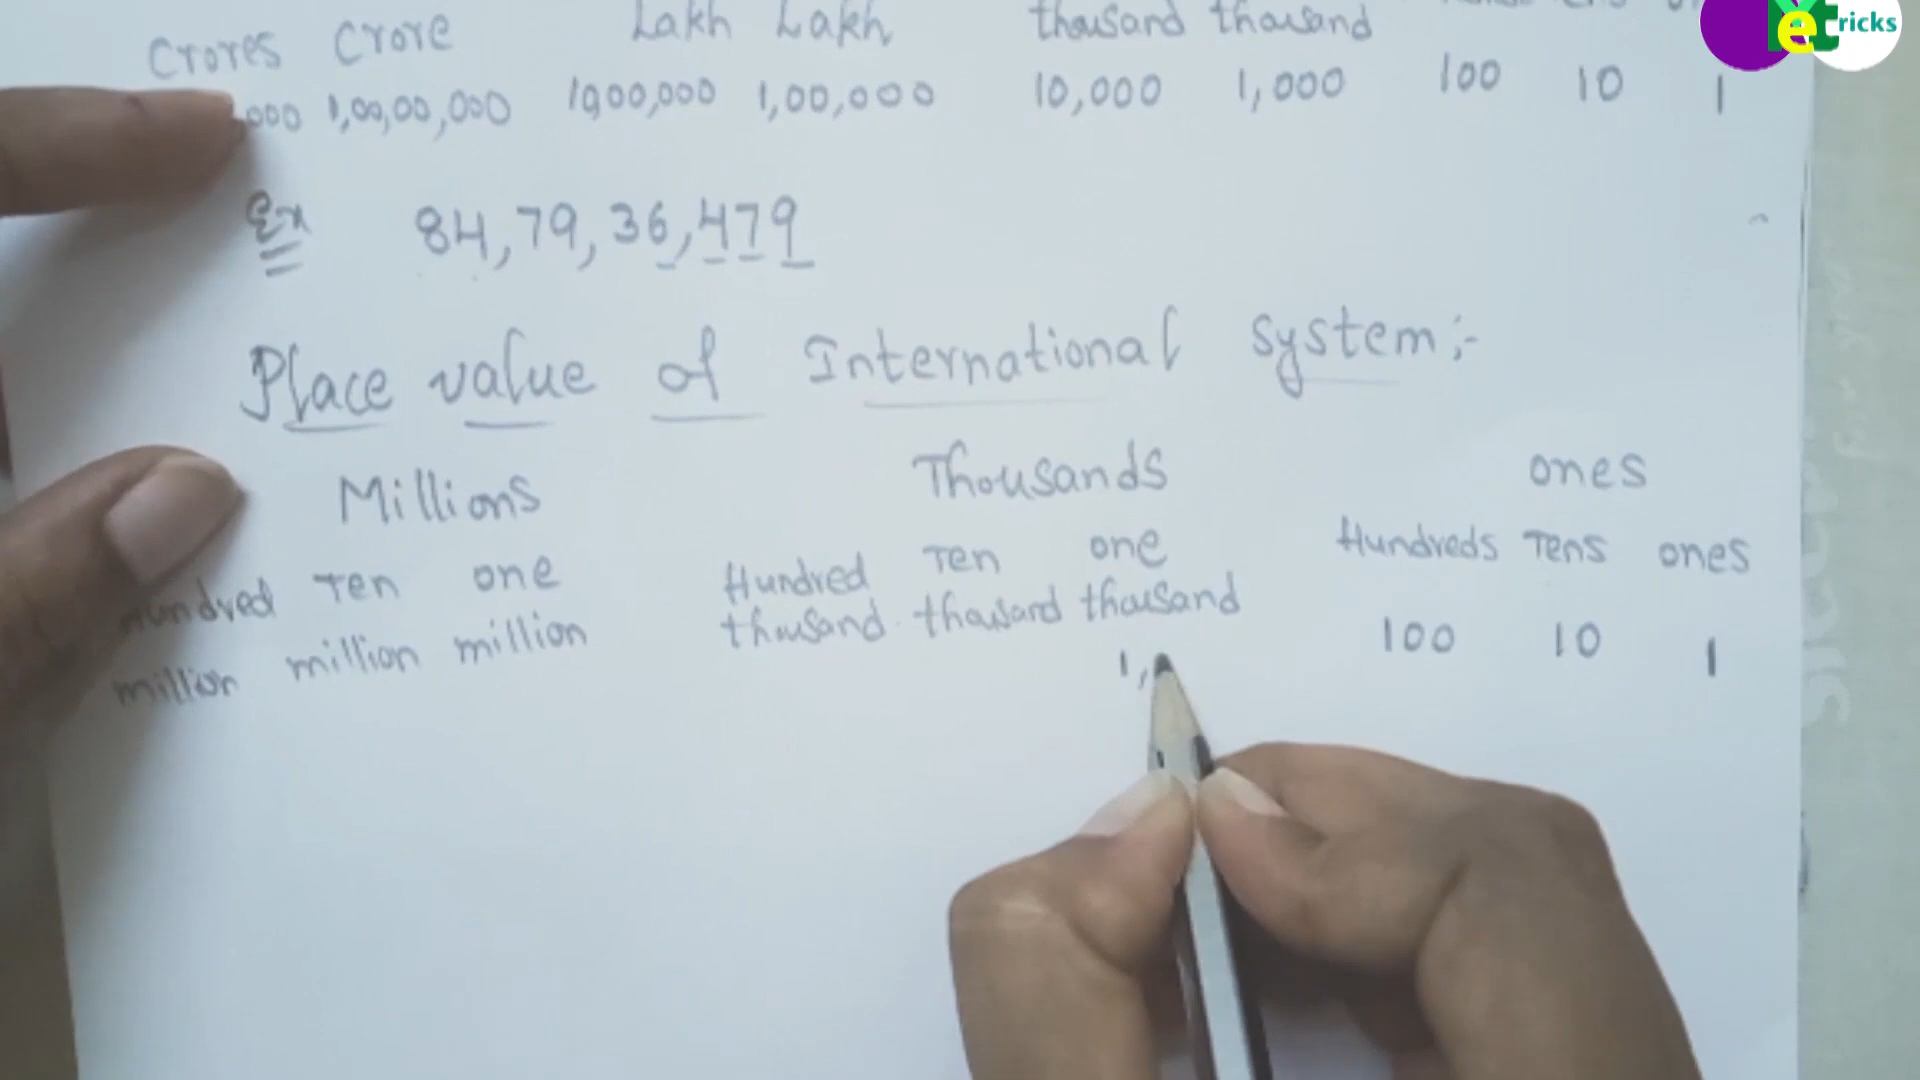 Crores Crore Lakh Lakh thousand thousand
000 1,00,00,000 10,00,000 1,00,000 10,000 1,000 100 10 1
Ex 84,79,36,479
Place value of International System:-
Millions Thousands ones
Hundred Ten one Hundred Ten one Hundreds Tens ones
million million million thousand thousand thousand
1, 100 10 1
Yet tricks